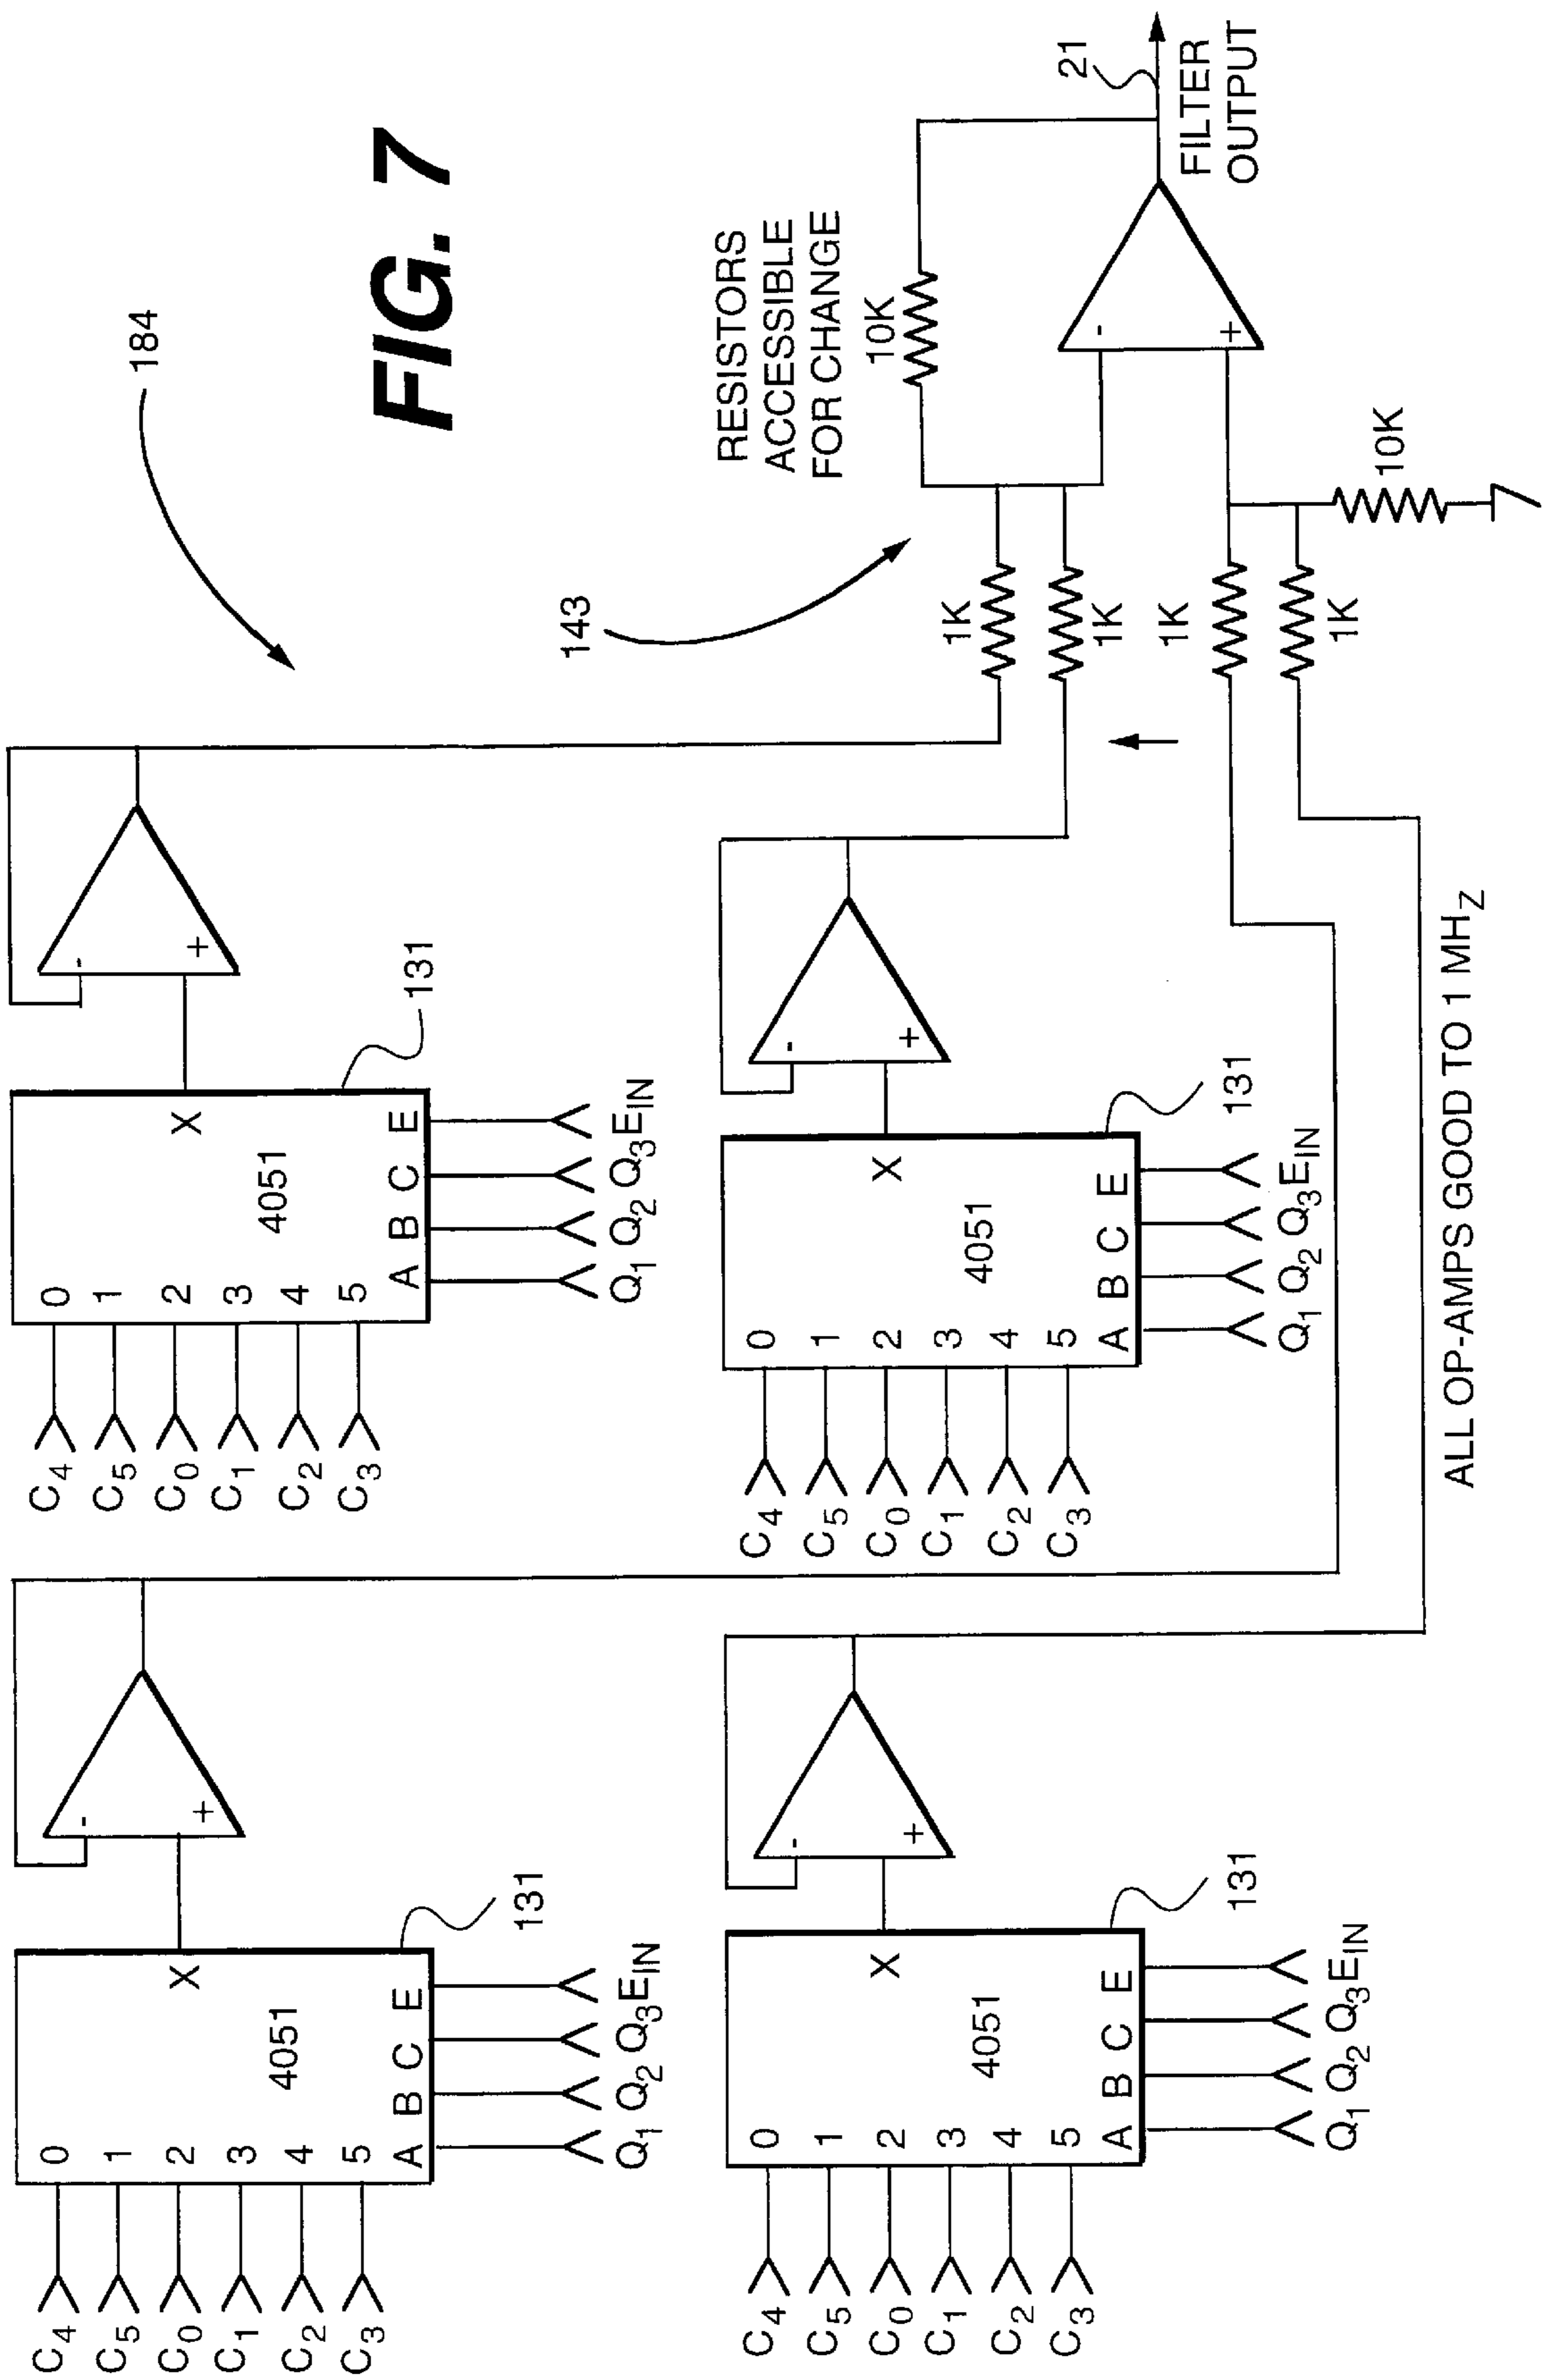 FIG. 7
184
C4
C5
C0
C1
C2
C3
0
1
2
3
4
5
4051
X
A B C E
Q1 Q2 Q3 EIN
131
-
+
C4
C5
C0
C1
C2
C3
0
1
2
3
4
5
4051
X
A B C E
Q1 Q2 Q3 EIN
131
-
+
C4
C5
C0
C1
C2
C3
0
1
2
3
4
5
4051
X
A B C E
Q1 Q2 Q3 EIN
131
-
+
C4
C5
C0
C1
C2
C3
0
1
2
3
4
5
4051
X
A B C E
Q1 Q2 Q3 EIN
131
-
+
143
RESISTORS
ACCESSIBLE
FOR CHANGE
10K
1K
1K
1K
1K
10K
-
+
21
FILTER
OUTPUT
ALL OP-AMPS GOOD TO 1 MHZ